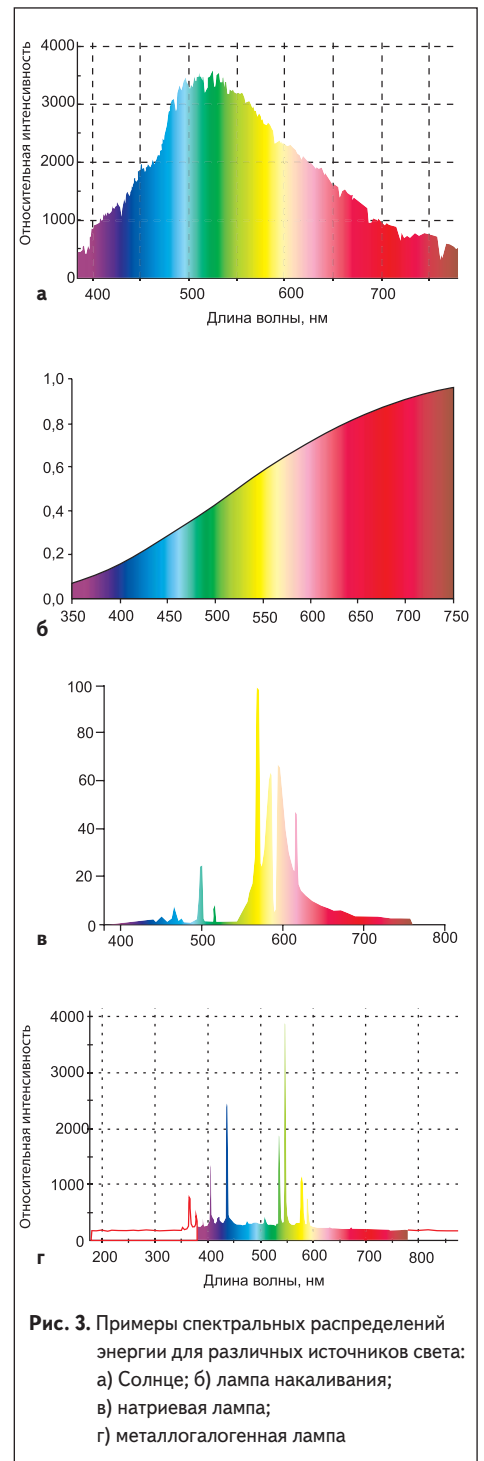 Относительная интенсивность
4000
3000
2000
1000
0
400 500 600 700
а
Длина волны, нм
1,0
0,8
0,6
0,4
0,2
0,0
350 400 450 500 550 600 650 700 750
б
100
80
60
40
20
0
400 500 600 700 800
в
Относительная интенсивность
4000
3000
2000
1000
0
200 300 400 500 600 700 800
г
Длина волны, нм
Рис. 3. Примеры спектральных распределений
энергии для различных источников света:
а) Солнце; б) лампа накаливания;
в) натриевая лампа;
г) металлогалогенная лампа